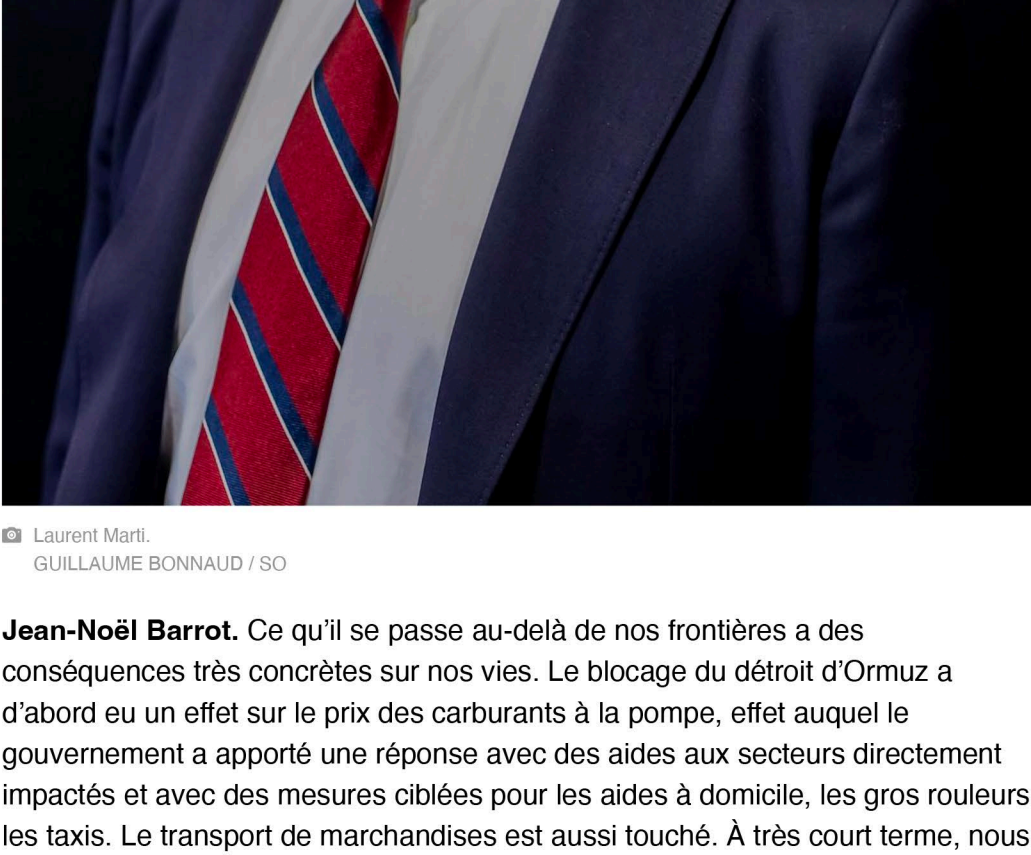 Laurent Marti.
GUILLAUME BONNAUD / SO
Jean-Noël Barrot. Ce qu’il se passe au-delà de nos frontières a des
conséquences très concrètes sur nos vies. Le blocage du détroit d’Ormuz a
d’abord eu un effet sur le prix des carburants à la pompe, effet auquel le
gouvernement a apporté une réponse avec des aides aux secteurs directement
impactés et avec des mesures ciblées pour les aides à domicile, les gros rouleurs
les taxis. Le transport de marchandises est aussi touché. À très court terme, nous